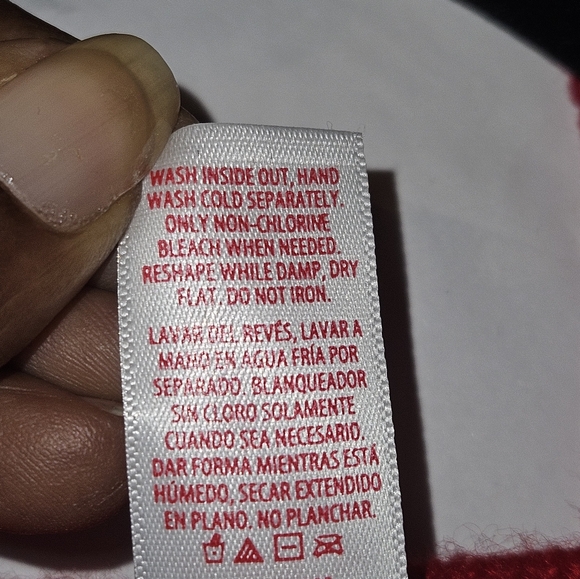 WASH INSIDE OUT, HAND
WASH COLD SEPARATELY.
ONLY NON-CHLORINE
BLEACH WHEN NEEDED.
RESHAPE WHILE DAMP, DRY
FLAT. DO NOT IRON.
LAVAR DEL REVÉS, LAVAR A
MANO EN AGUA FRÍA POR
SEPARADO. BLANQUEADOR
SIN CLORO SOLAMENTE
CUANDO SEA NECESARIO.
DAR FORMA MIENTRAS ESTÁ
HÚMEDO, SECAR EXTENDIDO
EN PLANO. NO PLANCHAR.